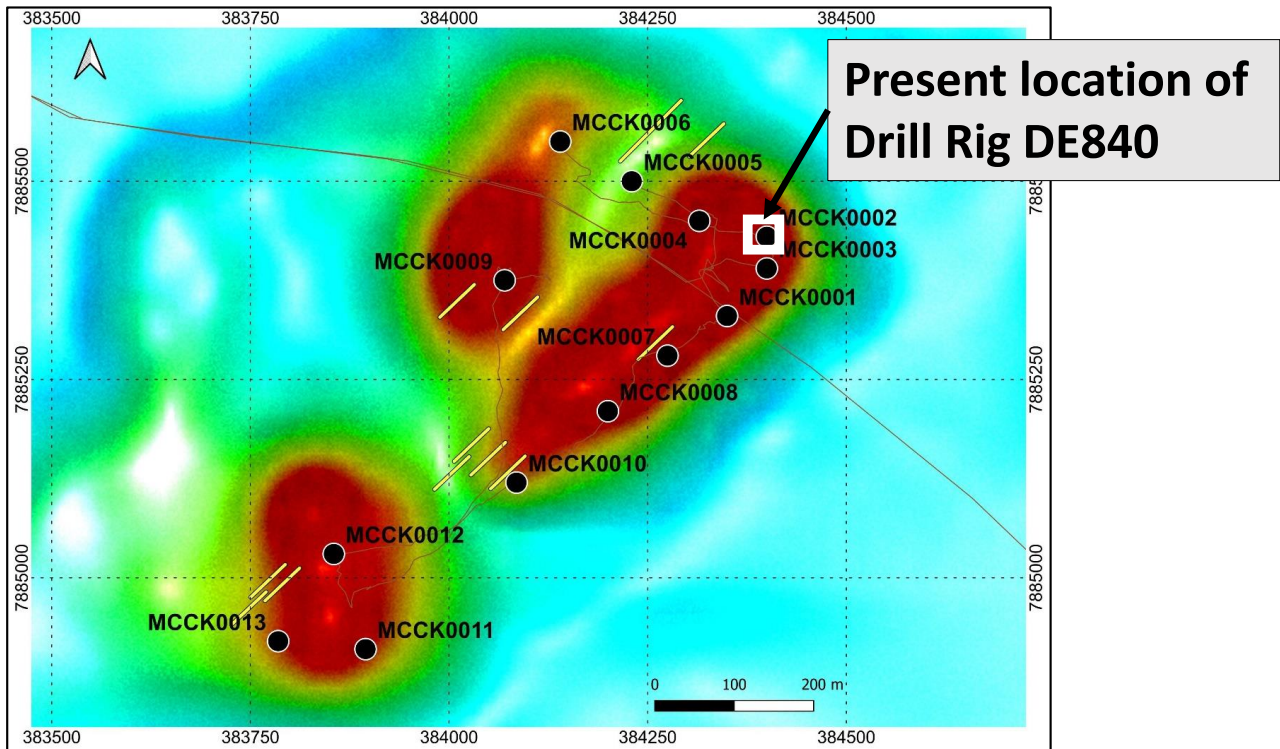 383500 383750 384000 384250 384500
Present location of
Drill Rig DE840
MCCK0006
MCCK0005
7885500
MCCK0002
MCCK0004
MCCK0003
MCCK0009
MCCK0001
MCCK0007
7885250
7885250
MCCK0008
MCCK0010
MCCK0012
7885000
7885000
MCCK0013
MCCK0011
0 100 200 m
383500 383750 384000 384250 384500